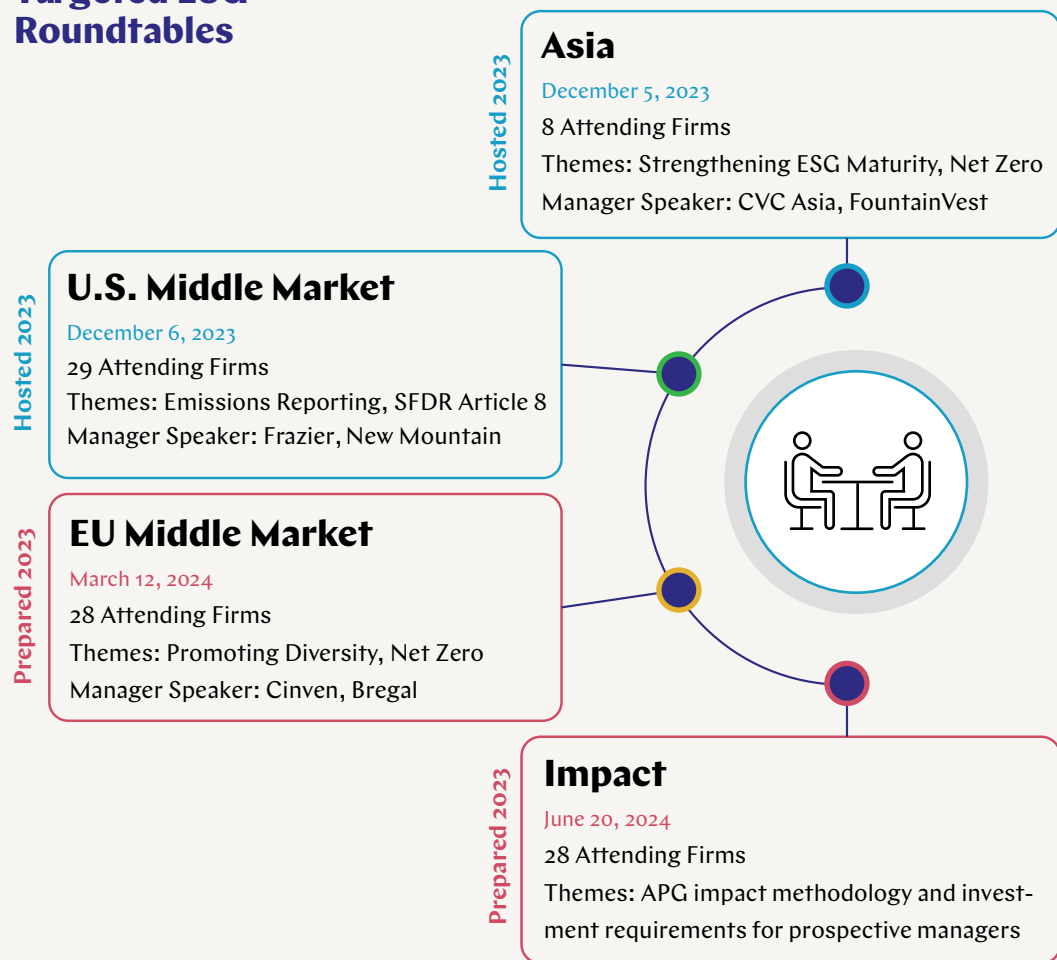 Targeted ESG
Roundtables
Hosted 2023
Asia
December 5, 2023
8 Attending Firms
Themes: Strengthening ESG Maturity, Net Zero
Manager Speaker: CVC Asia, FountainVest
Hosted 2023
U.S. Middle Market
December 6, 2023
29 Attending Firms
Themes: Emissions Reporting, SFDR Article 8
Manager Speaker: Frazier, New Mountain
Prepared 2023
EU Middle Market
March 12, 2024
28 Attending Firms
Themes: Promoting Diversity, Net Zero
Manager Speaker: Cinven, Bregal
Prepared 2023
Impact
June 20, 2024
28 Attending Firms
Themes: APG impact methodology and invest-
ment requirements for prospective managers